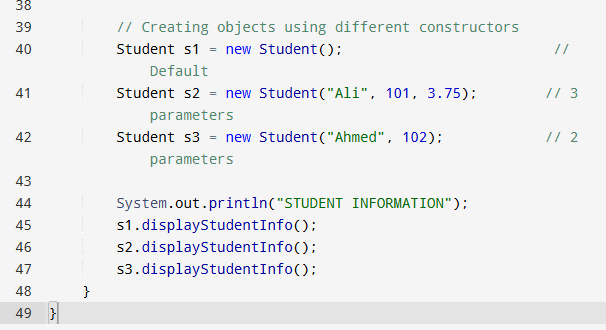 38
39 // Creating objects using different constructors
40 Student s1 = new Student(); //
Default
41 Student s2 = new Student("Ali", 101, 3.75); // 3
parameters
42 Student s3 = new Student("Ahmed", 102); // 2
parameters
43
44 System.out.println("STUDENT INFORMATION");
45 s1.displayStudentInfo();
46 s2.displayStudentInfo();
47 s3.displayStudentInfo();
48 }
49 }